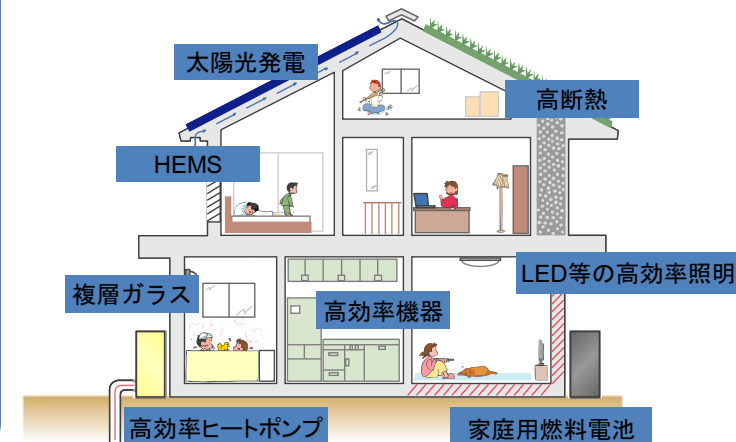 太陽光発電
高断熱
HEMS
LED等の高効率照明
複層ガラス
高効率機器
高効率ヒートポンプ
家庭用燃料電池